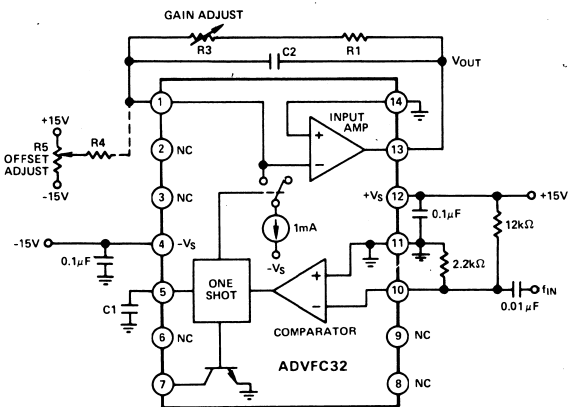 GAIN ADJUST
R3
R1
C2
VOUT
+15V
R5
OFFSET
ADJUST
R4
-15V
1
14
INPUT
AMP
+
−
2
NC
13
3
NC
1mA
-VS
+VS
12
+15V
0.1μF
12kΩ
-15V
4
-VS
0.1μF
11
2.2kΩ
5
C1
ONE
SHOT
+
−
COMPARATOR
10
0.01μF
fIN
6
NC
9
NC
7
ADVFC32
8
NC